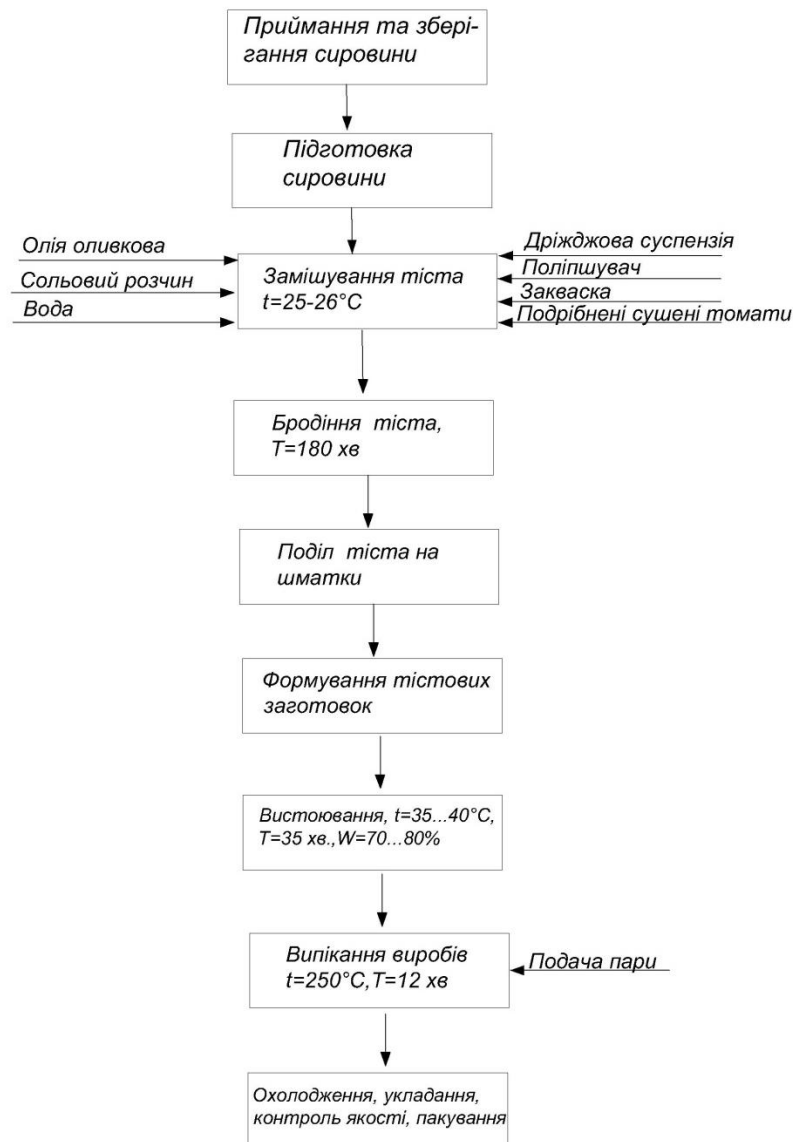 Приймання та збері-
гання сировини
Підготовка
сировини
Олія оливкова
Сольовий розчин
Вода
Замішування тіста
t=25-26°C
Дріжджова суспензія
Поліпшувач
Закваска
Подрібнені сушені томати
Бродіння тіста,
T=180 хв
Поділ тіста на
шматки
Формування тістових
заготовок
Вистоювання, t=35...40°C,
T=35 хв.,W=70...80%
Випікання виробів
t=250°C,T=12 хв
Подача пари
Охолодження, укладання,
контроль якості, пакування